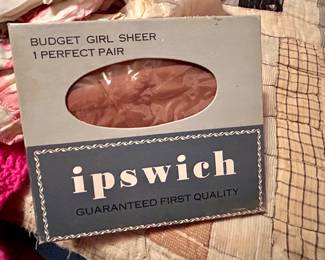 BUDGET GIRL SHEER
1 PERFECT PAIR
ipswich
GUARANTEED FIRST QUALITY